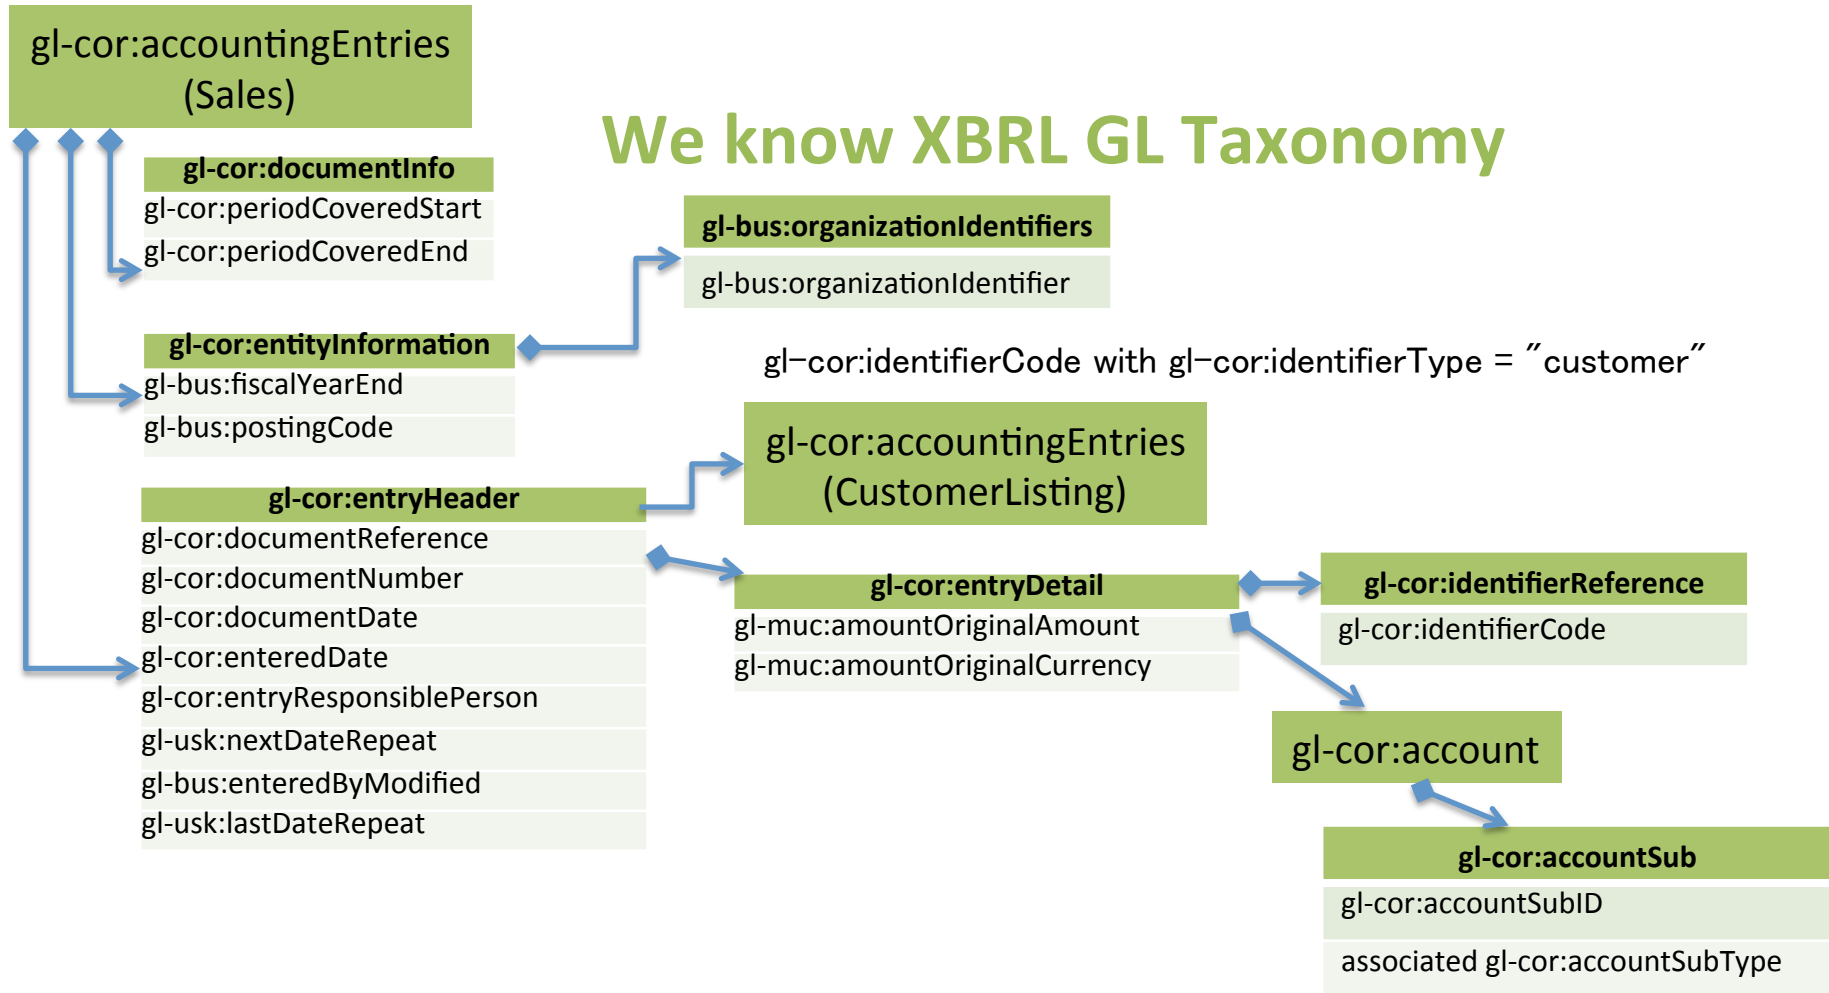 gl-cor:accountingEntries
(Sales)
We know XBRL GL Taxonomy
gl-cor:documentInfo
gl-cor:periodCoveredStart
gl-cor:periodCoveredEnd
gl-bus:organizationIdentifiers
gl-bus:organizationIdentifier
gl-cor:entityInformation
gl-bus:fiscalYearEnd
gl-bus:postingCode
gl-cor:identifierCode with gl-cor:identifierType = "customer"
gl-cor:accountingEntries
(CustomerListing)
gl-cor:entryHeader
gl-cor:documentReference
gl-cor:documentNumber
gl-cor:documentDate
gl-cor:enteredDate
gl-cor:entryResponsiblePerson
gl-usk:nextDateRepeat
gl-bus:enteredByModified
gl-usk:lastDateRepeat
gl-cor:entryDetail
gl-muc:amountOriginalAmount
gl-muc:amountOriginalCurrency
gl-cor:identifierReference
gl-cor:identifierCode
gl-cor:account
gl-cor:accountSub
gl-cor:accountSubID
associated gl-cor:accountSubType